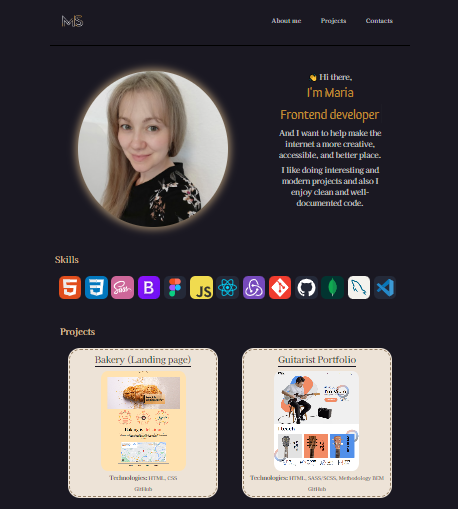 MS
About me Projects Contacts
👋 Hi there,
I'm Maria
Frontend developer
And I want to help make the
internet a more creative,
accessible, and better place.
I like doing interesting and
modern projects and also I
enjoy clean and well-
documented code.
Skills
Sass
B
JS
Projects
Bakery (Landing page)
Guitarist Portfolio
Technologies: HTML, CSS
GitHub
Technologies: HTML, SASS/SCSS, Methodology BEM
GitHub